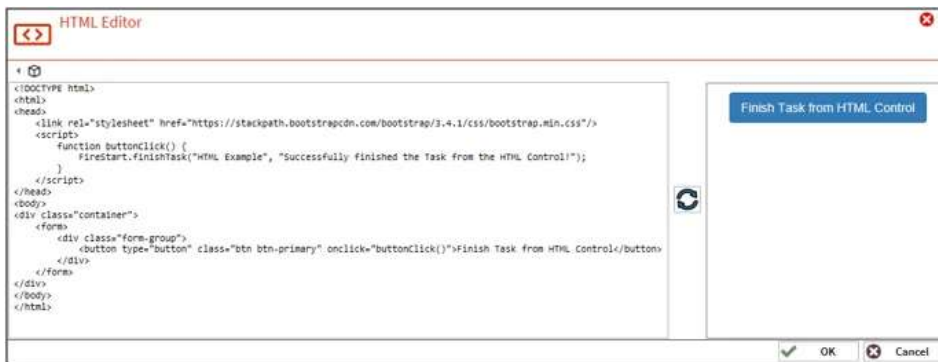 HTML Editor
<!DOCTYPE html>
<html>
<head>
    <link rel="stylesheet" href="https://stackpath.bootstrapcdn.com/bootstrap/3.4.1/css/bootstrap.min.css"/>
    <script>
        function buttonClick() {
            FireStart.finishTask("HTML Example", "Successfully finished the Task from the HTML Control!");
        }
    </script>
</head>
<body>
<div class="container">
    <form>
        <div class="form-group">
            <button type="button" class="btn btn-primary" onclick="buttonClick()">Finish Task from HTML Control</button>
        </div>
    </form>
</div>
</body>
</html>
Finish Task from HTML Control
OK
Cancel